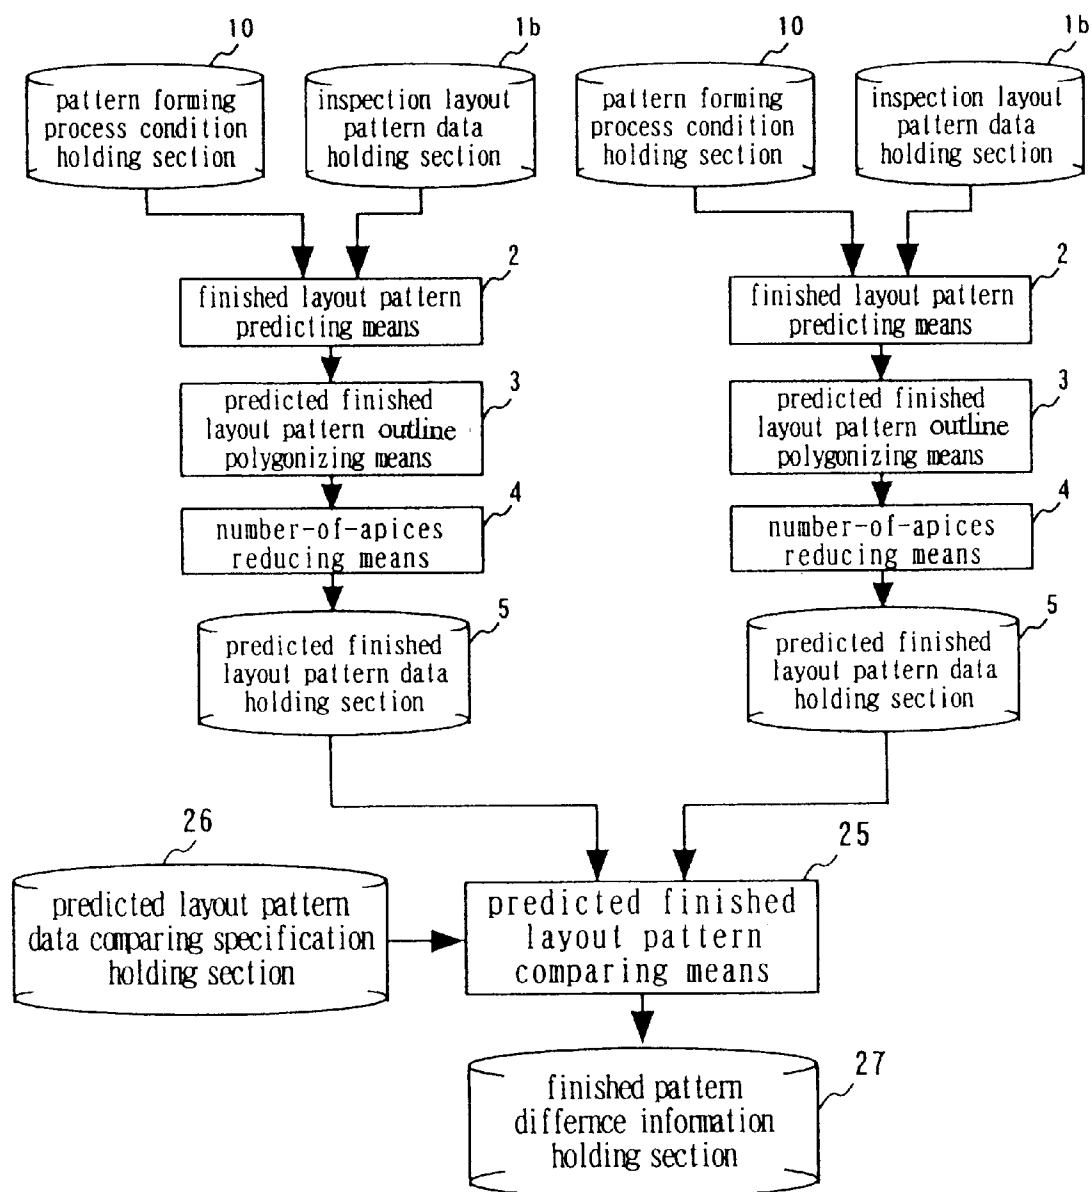 10
1b
10
1b
pattern forming
process condition
holding section
inspection layout
pattern data
holding section
pattern forming
process condition
holding section
inspection layout
pattern data
holding section
2
finished layout pattern
predicting means
2
finished layout pattern
predicting means
3
predicted finished
layout pattern outline
polygonizing means
3
predicted finished
layout pattern outline
polygonizing means
4
number-of-apices
reducing means
4
number-of-apices
reducing means
5
predicted finished
layout pattern data
holding section
5
predicted finished
layout pattern data
holding section
26
predicted layout pattern
data comparing specification
holding section
25
predicted finished
layout pattern
comparing means
27
finished pattern
differnce information
holding section